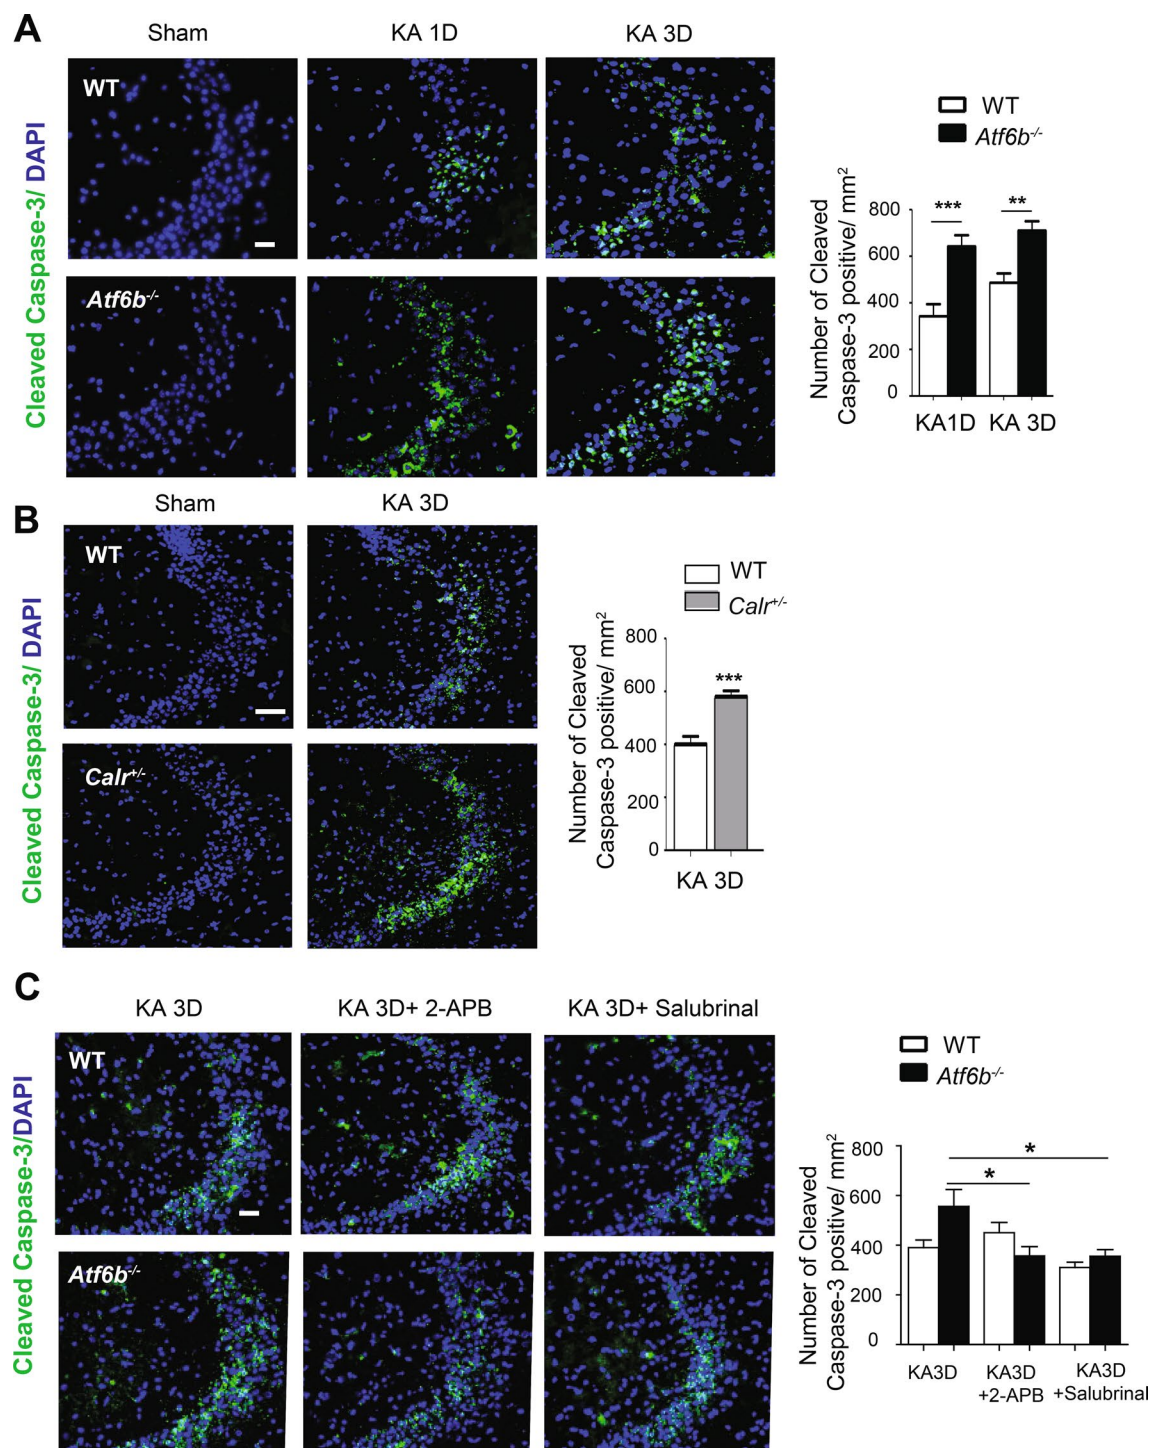 A
Sham
KA 1D
KA 3D
Cleaved Caspase-3/ DAPI
WT
Atf6b-/-
WT
Atf6b-/-
Number of Cleaved
Caspase-3 positive/ mm2
800
600
400
200
0
***
**
KA1D
KA 3D
B
Sham
KA 3D
Cleaved Caspase-3/ DAPI
WT
Calr+/-
WT
Calr+/-
Number of Cleaved
Caspase-3 positive/ mm2
800
600
400
200
0
***
KA 3D
C
KA 3D
KA 3D+ 2-APB
KA 3D+ Salubrinal
Cleaved Caspase-3/DAPI
WT
Atf6b-/-
WT
Atf6b-/-
Number of Cleaved
Caspase-3 positive/ mm2
800
600
400
200
0
*
*
KA3D
KA3D
+2-APB
KA3D
+Salubrinal